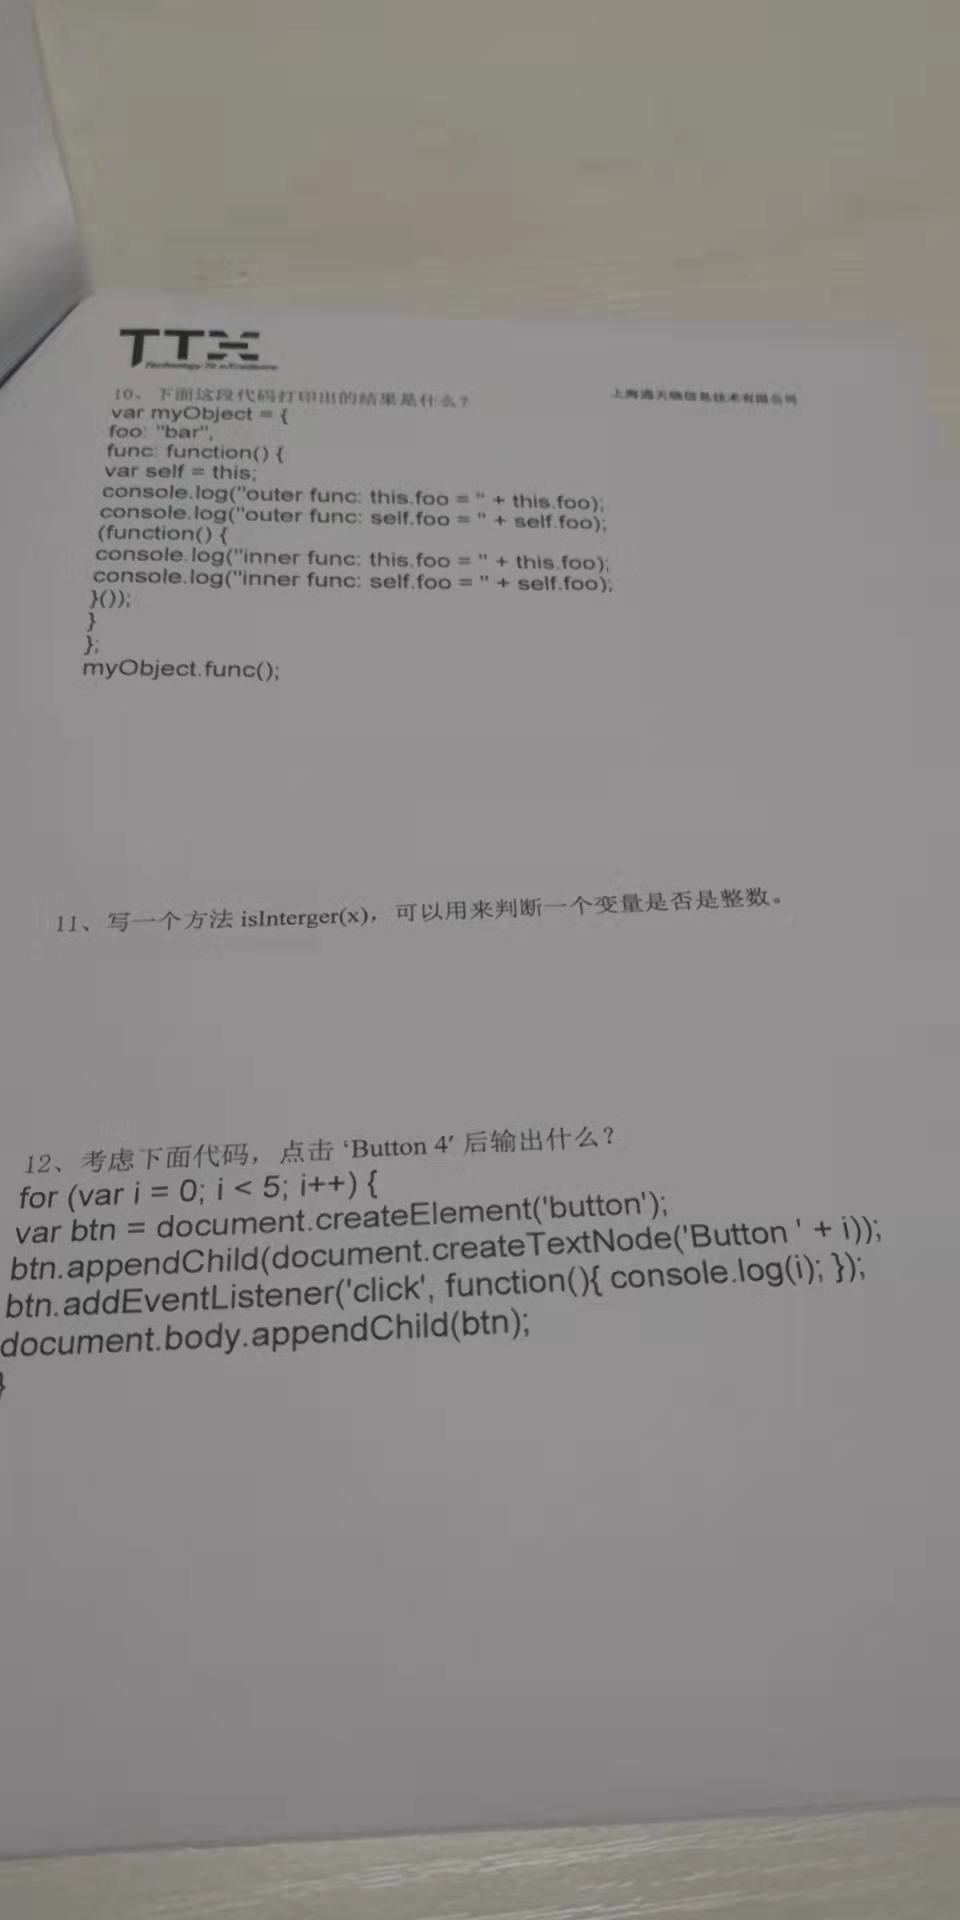 TTX
上海通天晓信息技术有限公司
10、下面这段代码打印出的结果是什么?
var myObject = {
foo: "bar",
func: function() {
var self = this;
console.log("outer func: this.foo = " + this.foo);
console.log("outer func: self.foo = " + self.foo);
(function() {
console.log("inner func: this.foo = " + this.foo);
console.log("inner func: self.foo = " + self.foo);
}());
}
};
myObject.func();
11、写一个方法 isInterger(x)，可以用来判断一个变量是否是整数。
12、考虑下面代码，点击 ‘Button 4’ 后输出什么?
for (var i = 0; i < 5; i++) {
var btn = document.createElement('button');
btn.appendChild(document.createTextNode('Button ' + i));
btn.addEventListener('click', function(){ console.log(i); });
document.body.appendChild(btn);
}